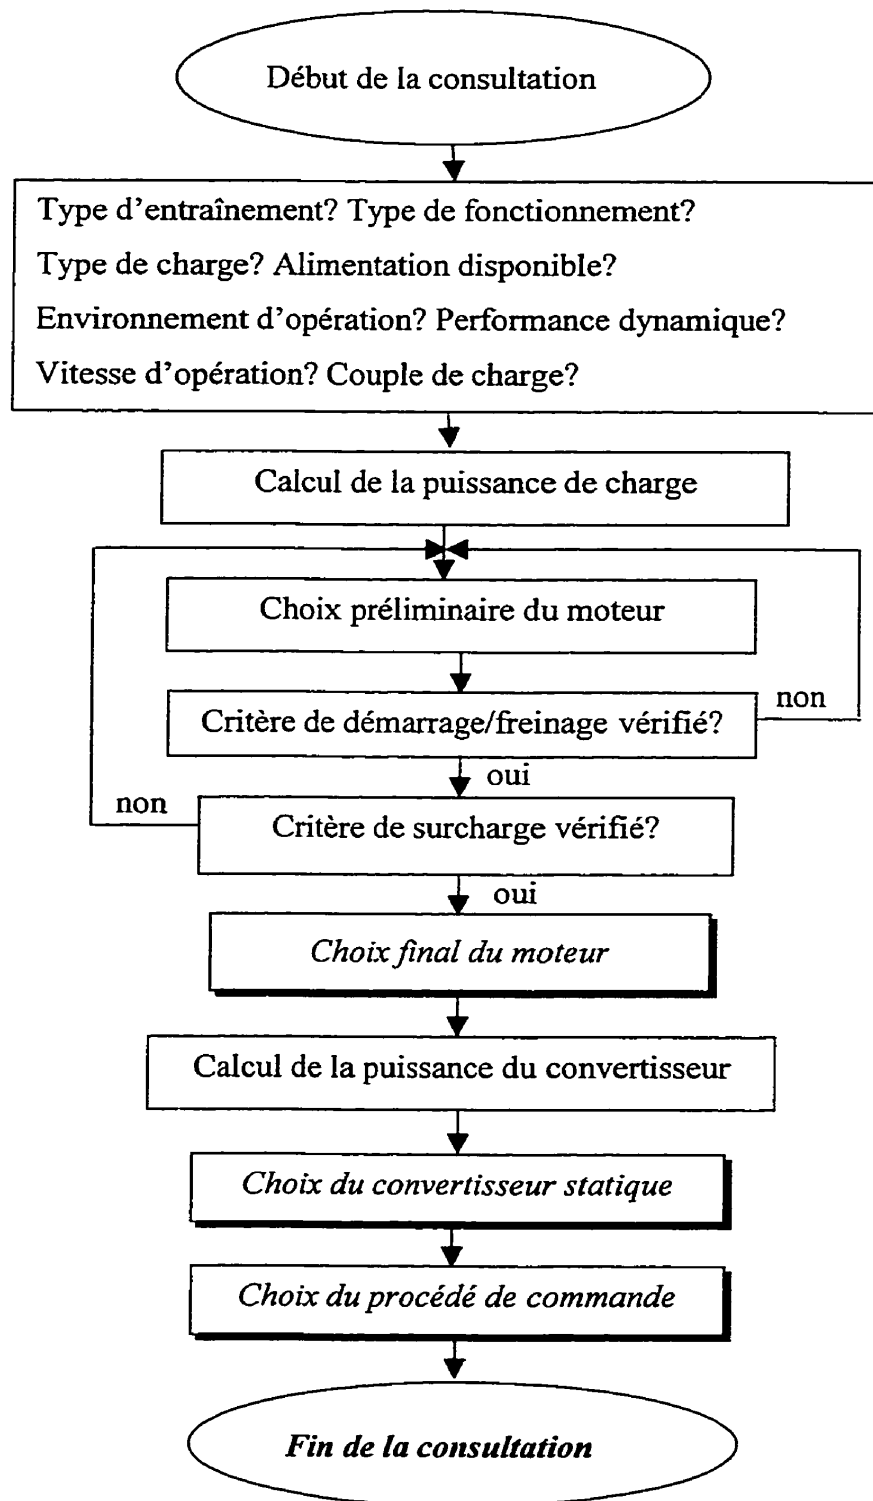 Début de la consultation
Type d'entraînement? Type de fonctionnement?
Type de charge? Alimentation disponible?
Environnement d'opération? Performance dynamique?
Vitesse d'opération? Couple de charge?
Calcul de la puissance de charge
Choix préliminaire du moteur
non
Critère de démarrage/freinage vérifié?
oui
non
Critère de surcharge vérifié?
oui
Choix final du moteur
Calcul de la puissance du convertisseur
Choix du convertisseur statique
Choix du procédé de commande
Fin de la consultation